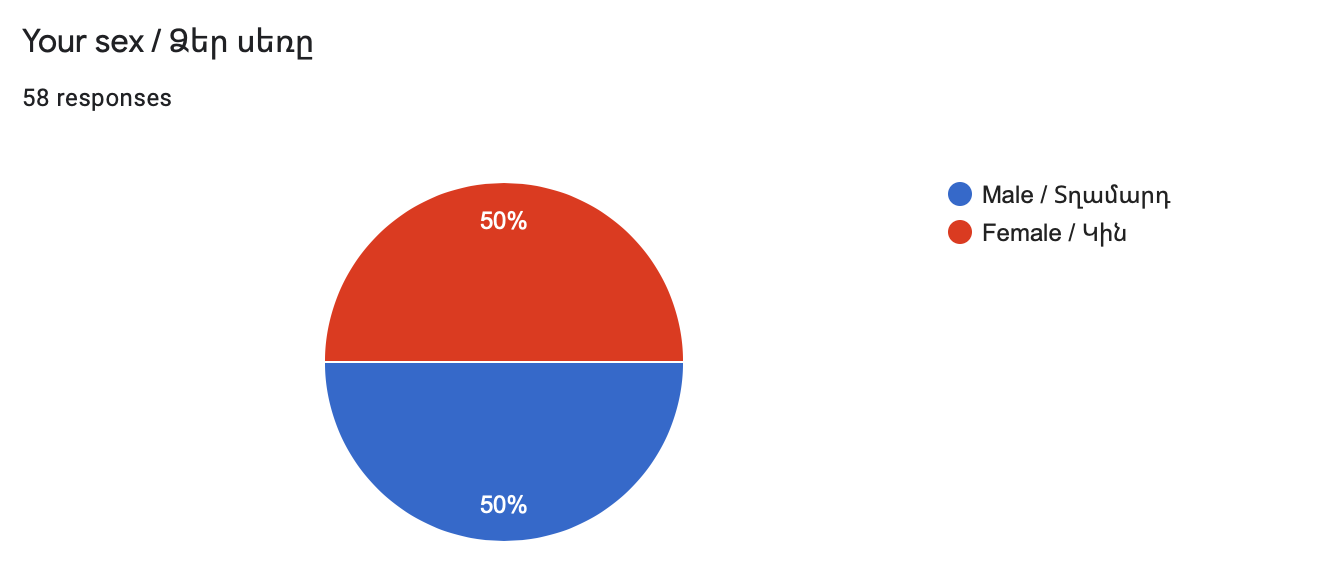 Your sex / Ձեր սեռը
58 responses
50%
50%
Male / Տղամարդ
Female / Կին